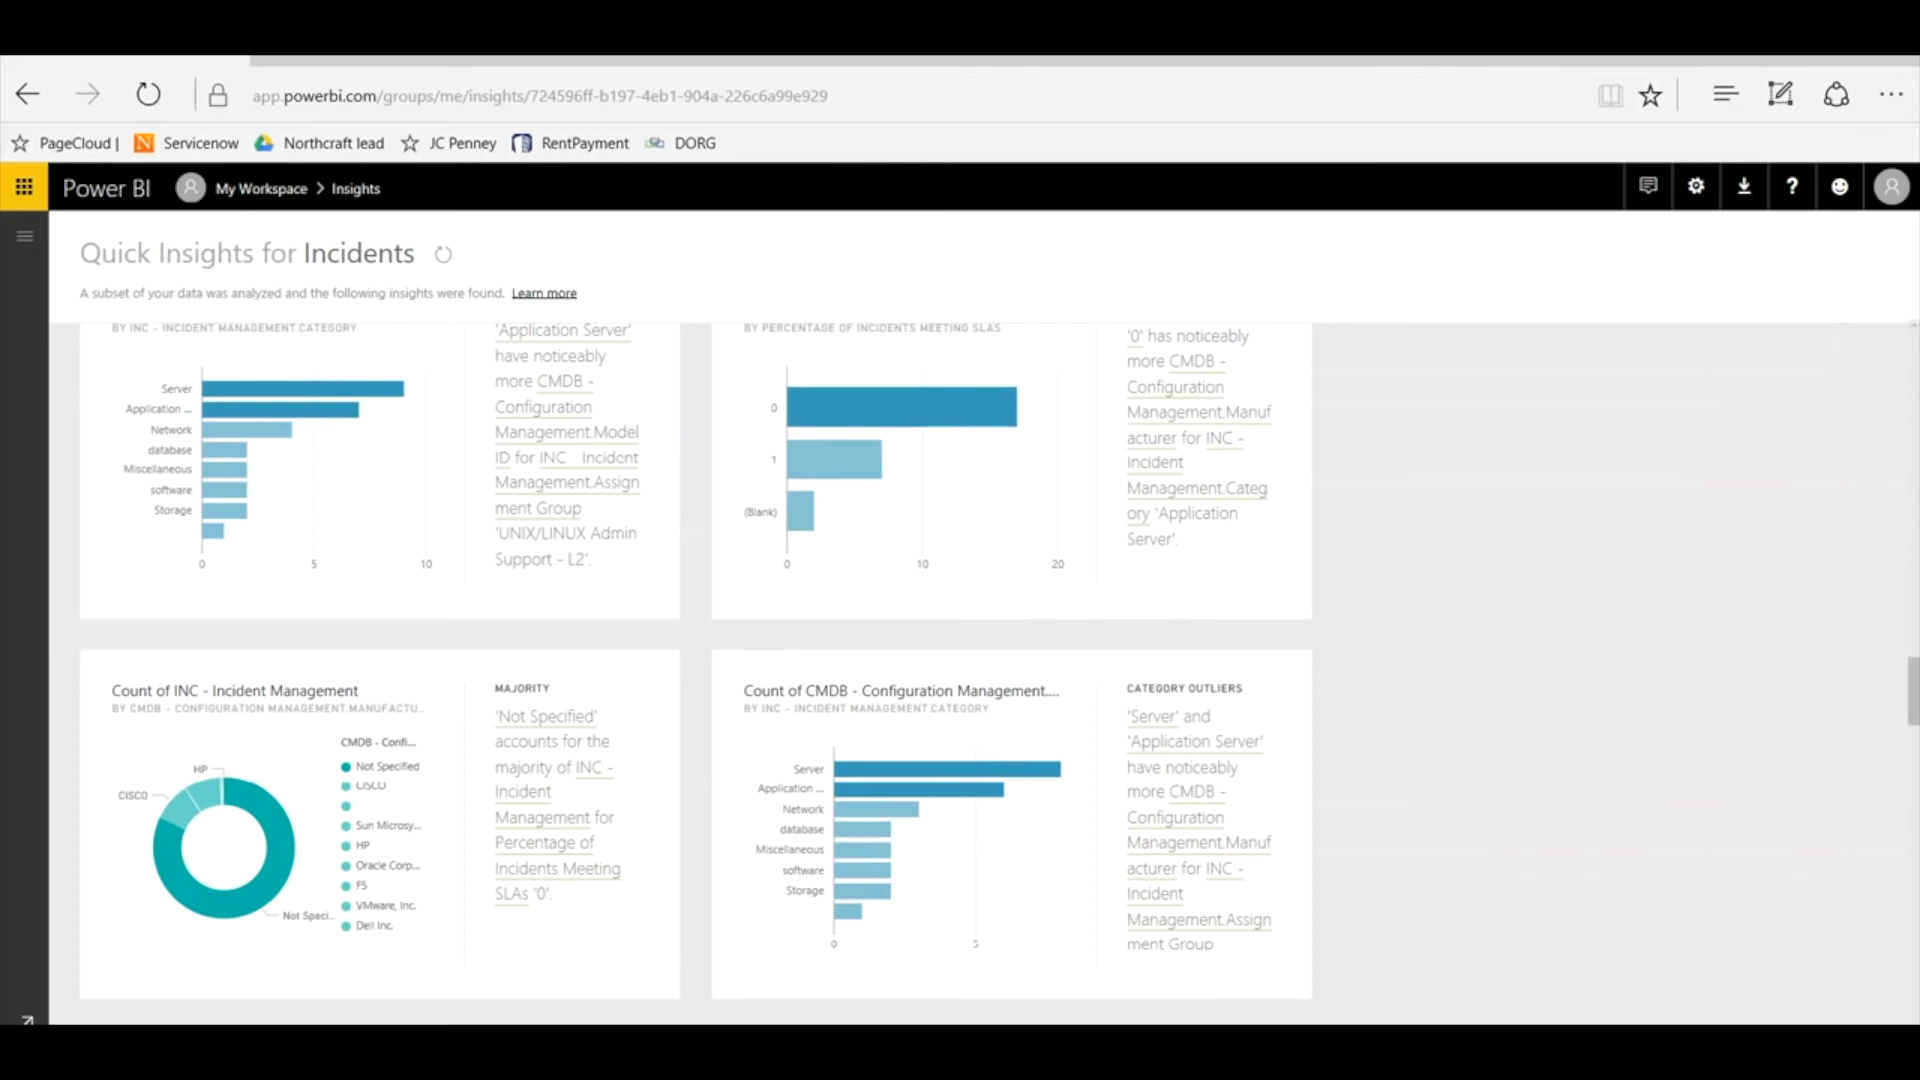 app.powerbi.com/groups/me/insights/724596ff-b197-4eb1-904a-226c6a99e929
PageCloud | Servicenow Northcraft lead JC Penney RentPayment DORG
Power BI My Workspace > Insights
Quick Insights for Incidents
A subset of your data was analyzed and the following insights were found. Learn more
BY INC - INCIDENT MANAGEMENT.CATEGORY
Server
Application ...
Network
database
Miscellaneous
software
Storage
0 5 10
'Application Server'
have noticeably
more CMDB -
Configuration
Management.Model
ID for INC Incident
Management.Assign
ment Group
'UNIX/LINUX Admin
Support - L2'.
BY PERCENTAGE OF INCIDENTS MEETING SLAS
0
1
(Blank)
0 10 20
'0' has noticeably
more CMDB -
Configuration
Management.Manuf
acturer for INC -
Incident
Management.Categ
ory 'Application
Server'.
Count of INC - Incident Management
BY CMDB - CONFIGURATION MANAGEMENT.MANUFACTU...
HP
CISCO
Not Speci...
CMDB - Confi...
Not Specified
CISCO
Sun Microsy...
HP
Oracle Corp...
F5
VMware, Inc.
Dell Inc.
MAJORITY
'Not Specified'
accounts for the
majority of INC -
Incident
Management for
Percentage of
Incidents Meeting
SLAs '0'.
Count of CMDB - Configuration Management....
BY INC - INCIDENT MANAGEMENT.CATEGORY
Server
Application ...
Network
database
Miscellaneous
software
Storage
0 5
CATEGORY OUTLIERS
'Server' and
'Application Server'
have noticeably
more CMDB -
Configuration
Management.Manuf
acturer for INC -
Incident
Management.Assign
ment Group